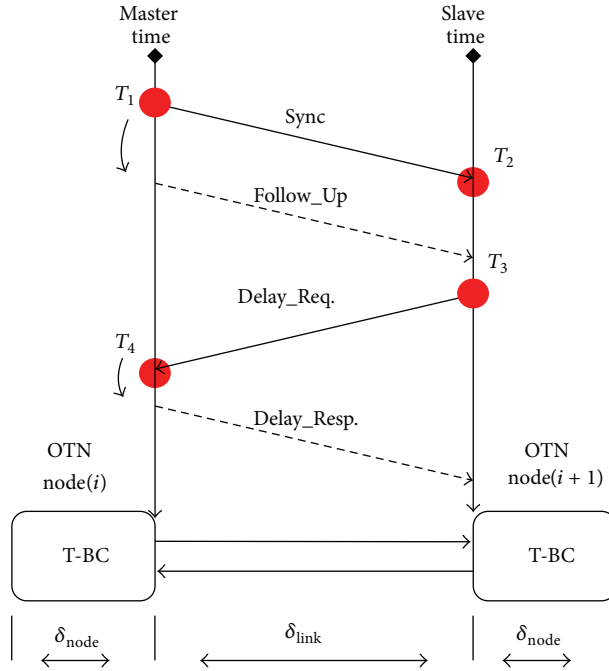 Master time
Slave time
T₁
Sync
T₂
Follow_Up
T₃
Delay_Req.
T₄
Delay_Resp.
OTN node(i)
OTN node(i + 1)
T-BC
T-BC
δnode
δlink
δnode